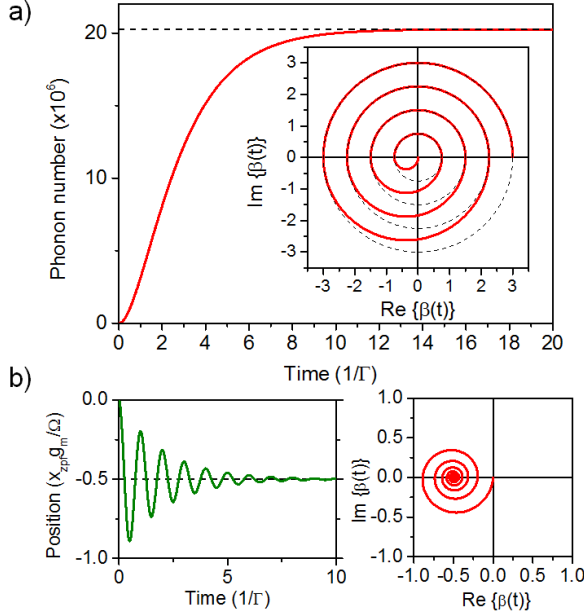 a)
Phonon number (x10⁶)
20
0
0 2 4 6 8 10 12 14 16 18 20
Time (1/Γ)
Im {β(t)}
3
2
1
0
-1
-2
-3
-3 -2 -1 0 1 2 3
Re {β(t)}
b)
Position (x_zpf g_m/Ω)
0.0
-0.5
-1.0
0 5 10
Time (1/Γ)
Im {β(t)}
1.0
0.5
0.0
-0.5
-1.0
-1.0 -0.5 0.0 0.5 1.0
Re {β(t)}